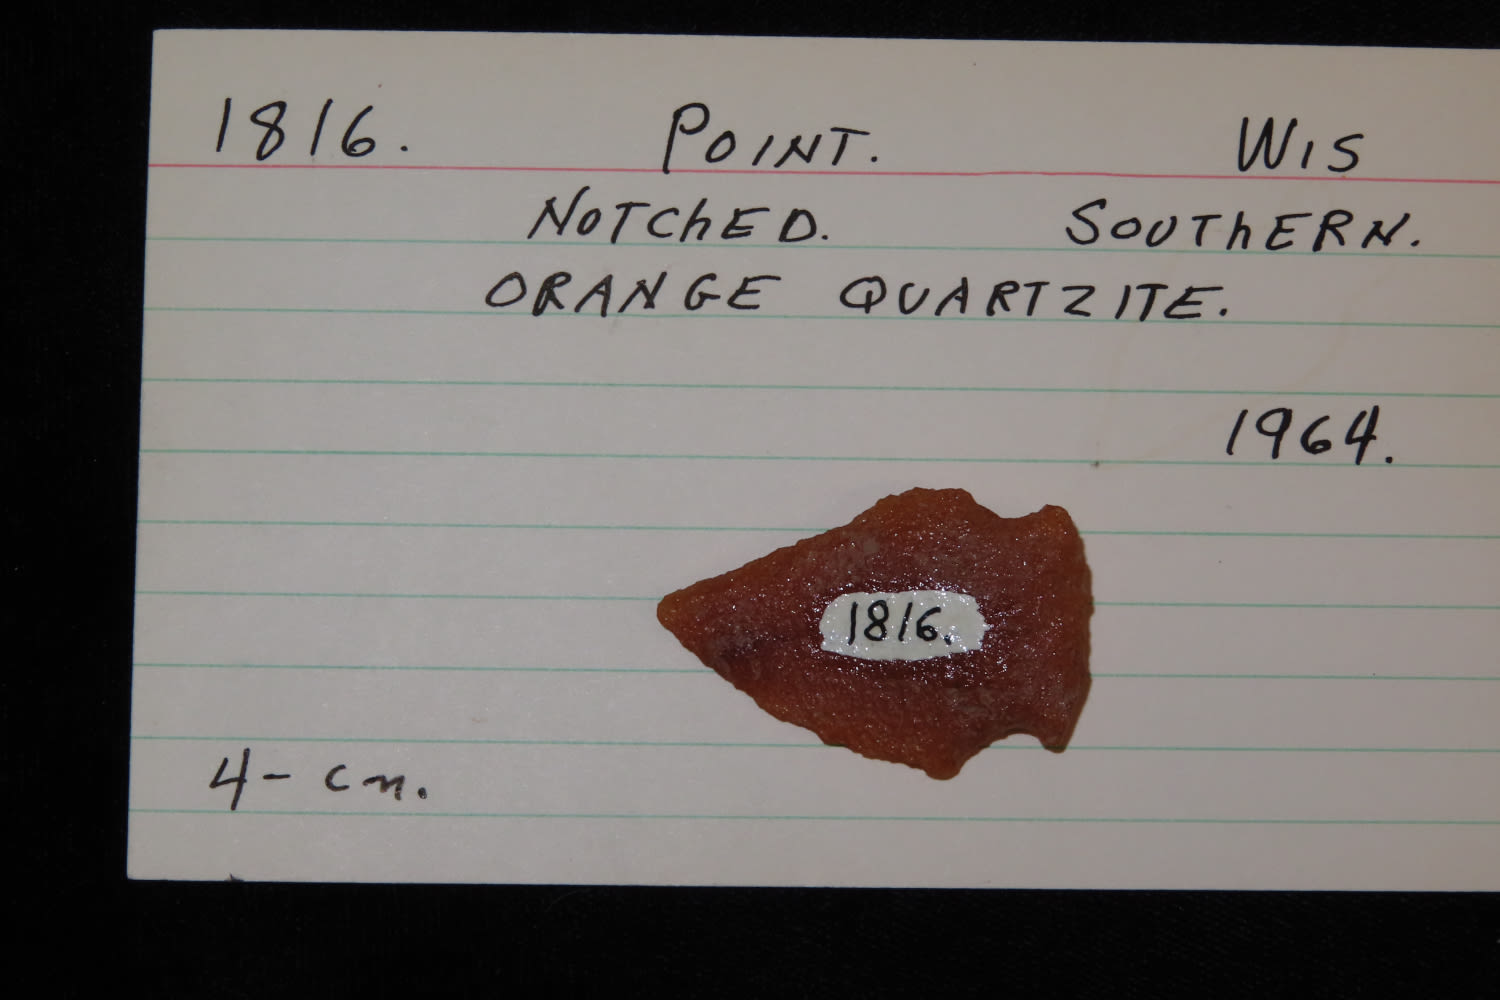 1816. POINT. WIS
NOTChED. SOUThERN.
ORANGE QUARTZITE.
1964.
1816.
4- cm.